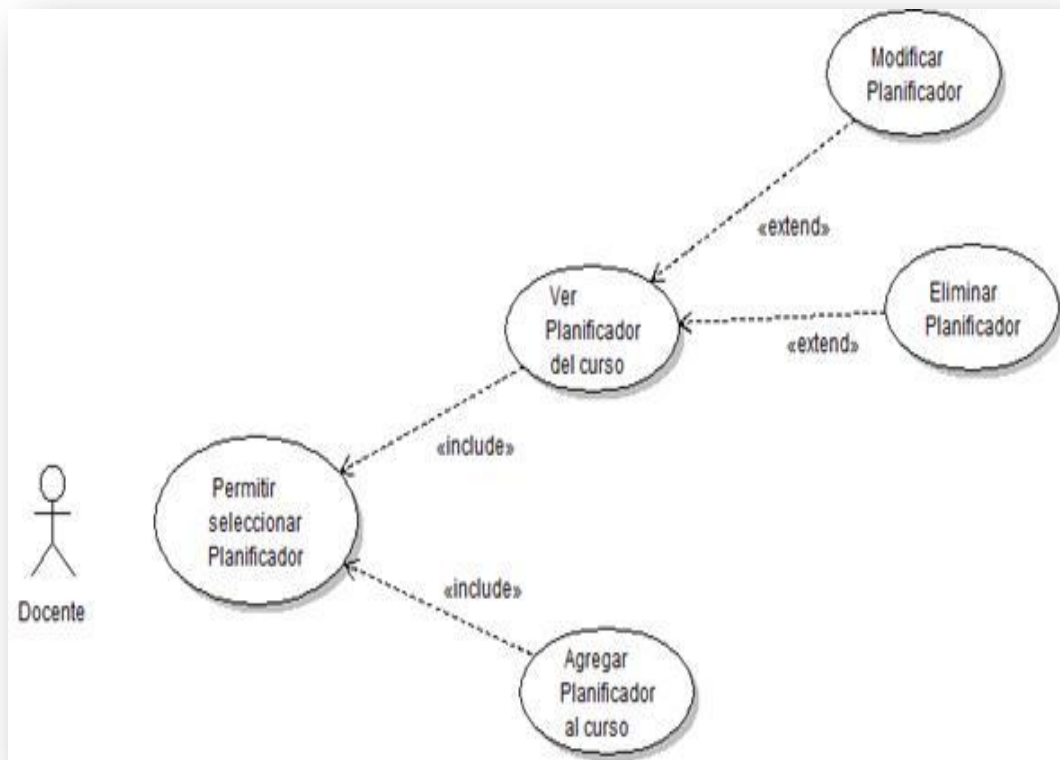 Modificar
Planificador
«extend»
Ver
Planificador
del curso
Eliminar
Planificador
«extend»
«include»
Permitir
seleccionar
Planificador
Docente
«include»
Agregar
Planificador
al curso